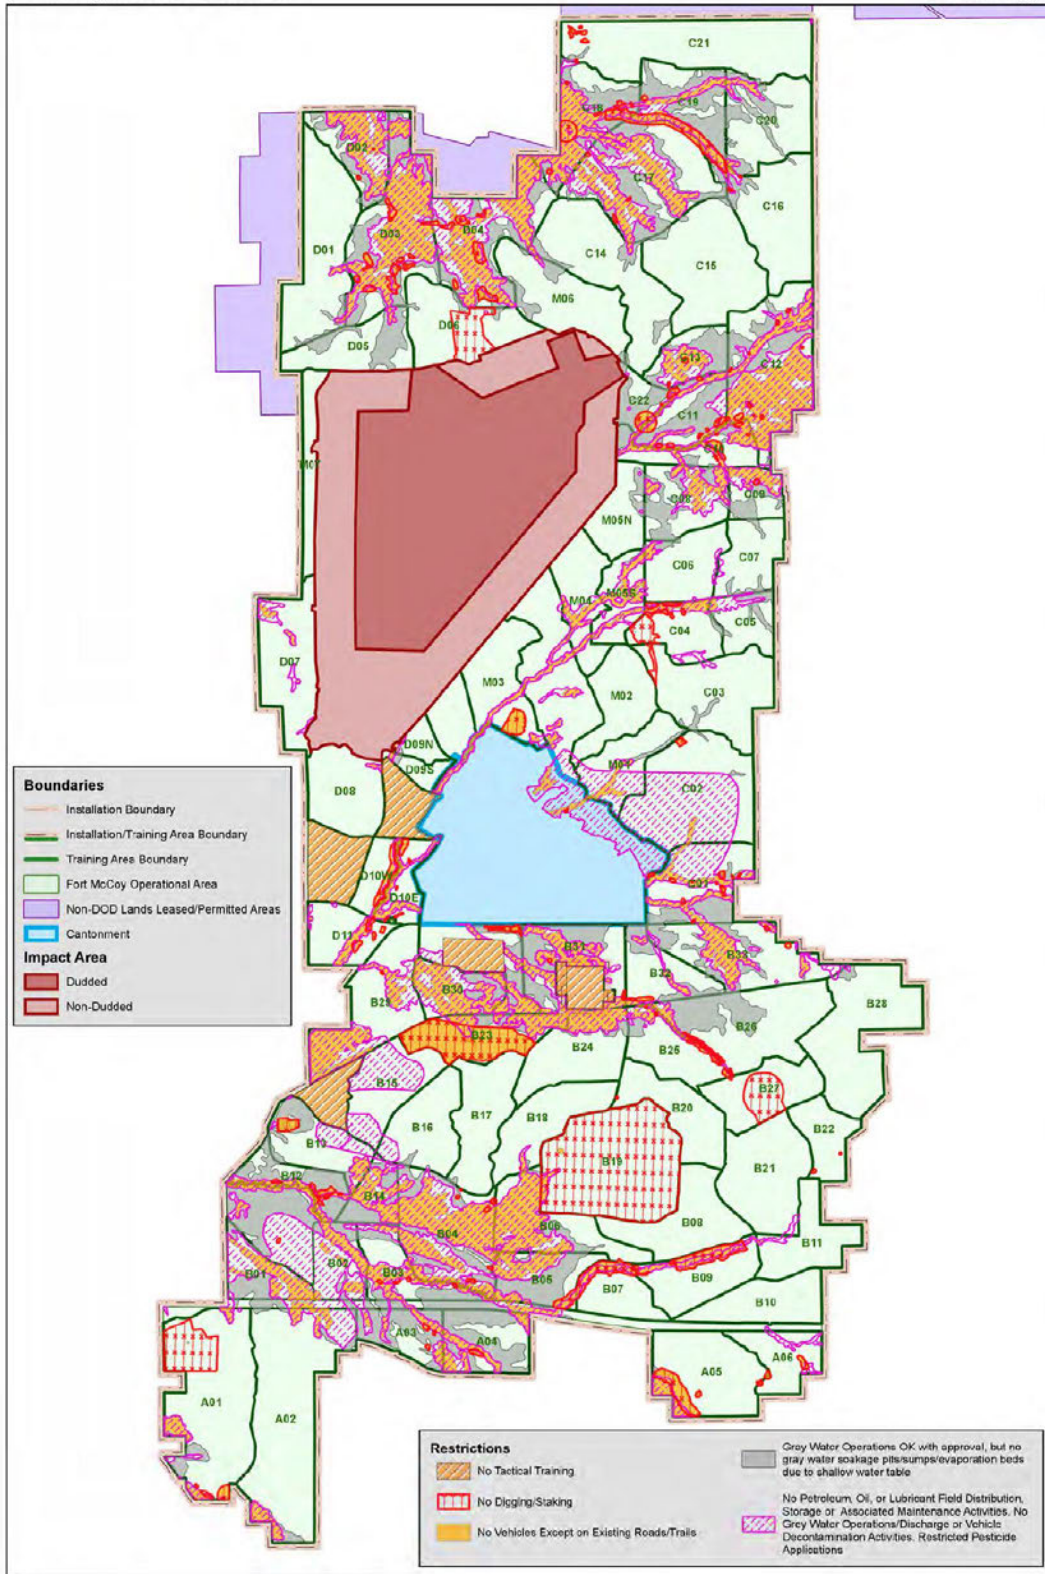 C21
C18
C19
C20
D02
C17
C16
D03
B04
D01
C14
C15
M06
D06
D05
C13
C12
C22
C11
M07
C08
C09
M05N
C06
C07
M04
M05S
C04
C05
D07
M03
M02
C03
D09N
D09S
M01
C02
D08
Boundaries
Installation Boundary
Installation/Training Area Boundary
Training Area Boundary
Fort McCoy Operational Area
Non-DOD Lands Leased/Permitted Areas
Cantonment
Impact Area
Dudded
Non-Dudded
D10W
D10E
C01
D11
B31
B32
B33
B29
B30
B28
B23
B24
B25
B26
B15
B27
B16
B17
B18
B20
B22
B13
B19
B21
B12
B14
B04
B06
B08
B11
B01
B02
B03
B05
B07
B09
B10
A03
A04
A05
A06
A01
A02
Restrictions
No Tactical Training
No Digging/Staking
No Vehicles Except on Existing Roads/Trails
Gray Water Operations OK with approval, but no
gray water soakage pits/sumps/evaporation beds
due to shallow water table
No Petroleum, Oil, or Lubricant Field Distribution,
Storage or Associated Maintenance Activities. No
Grey Water Operations/Discharge or Vehicle
Decontamination Activities. Restricted Pesticide
Applications